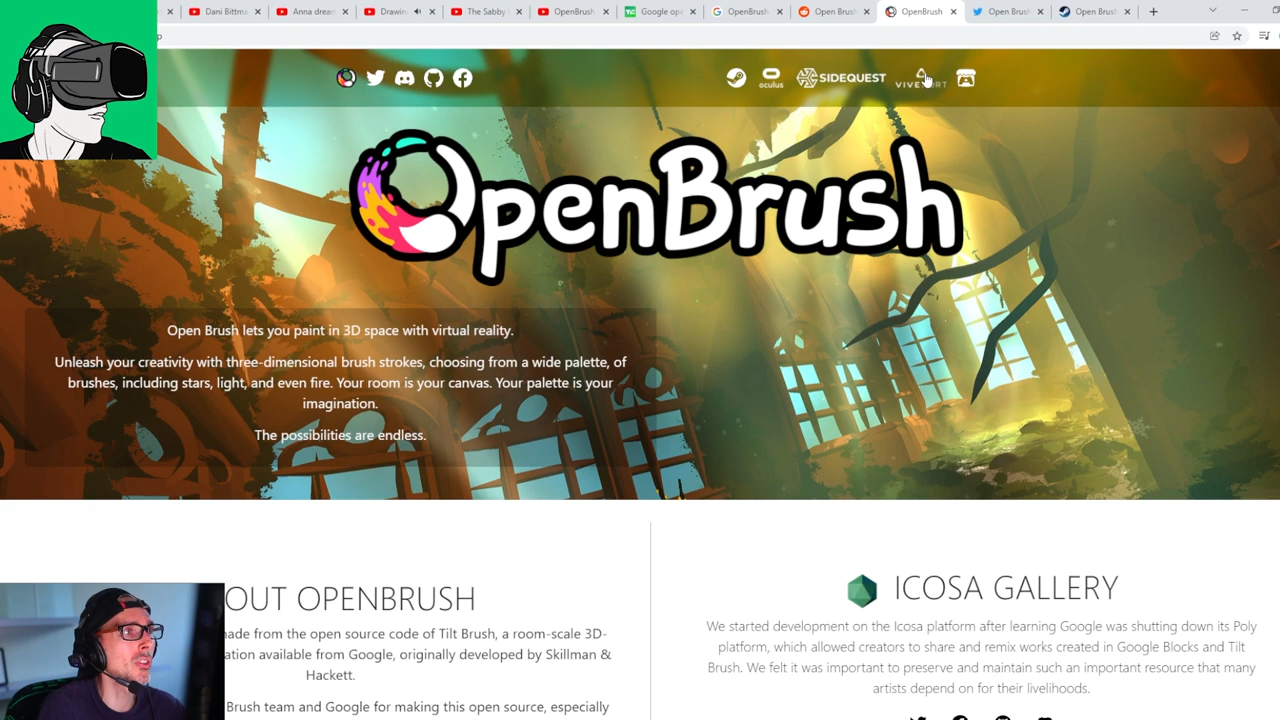 Dani Bittma
Anna dream
Drawin
The Sabby
OpenBrush
Google ope
OpenBrush
Open Brush
OpenBrush
Open Brush
Open Brush
oculus
SIDEQUEST
OpenBrush
Open Brush lets you paint in 3D space with virtual reality.
Unleash your creativity with three-dimensional brush strokes, choosing from a wide palette, of
brushes, including stars, light, and even fire. Your room is your canvas. Your palette is your
imagination.
The possibilities are endless.
OUT OPENBRUSH
made from the open source code of Tilt Brush, a room-scale 3D-
ation available from Google, originally developed by Skillman &
Hackett.
Brush team and Google for making this open source, especially
ICOSA GALLERY
We started development on the Icosa platform after learning Google was shutting down its Poly
platform, which allowed creators to share and remix works created in Google Blocks and Tilt
Brush. We felt it was important to preserve and maintain such an important resource that many
artists depend on for their livelihoods.